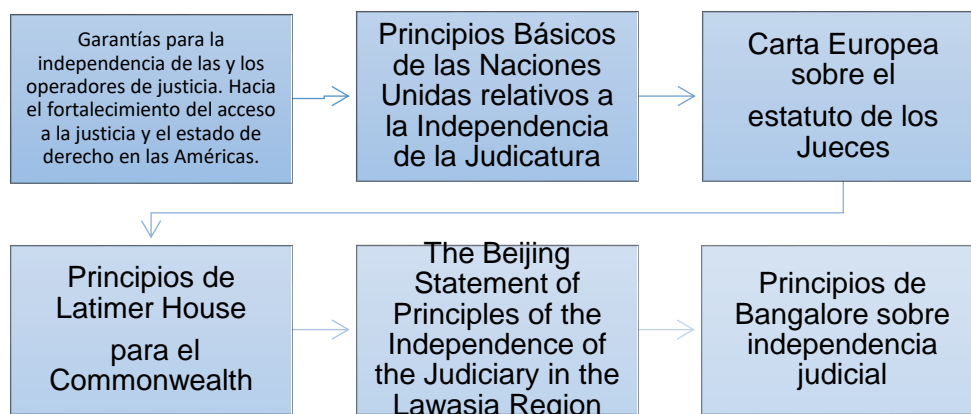 Garantías para la
independencia de las y los
operadores de justicia. Hacia
el fortalecimiento del acceso
a la justicia y el estado de
derecho en las Américas.
Principios Básicos
de las Naciones
Unidas relativos a
la Independencia
de la Judicatura
Carta Europea
sobre el
estatuto de los
Jueces
Principios de
Latimer House
para el
Commonwealth
The Beijing
Statement of
Principles of the
Independence of
the Judiciary in the
Lawasia Region
Principios de
Bangalore sobre
independencia
judicial